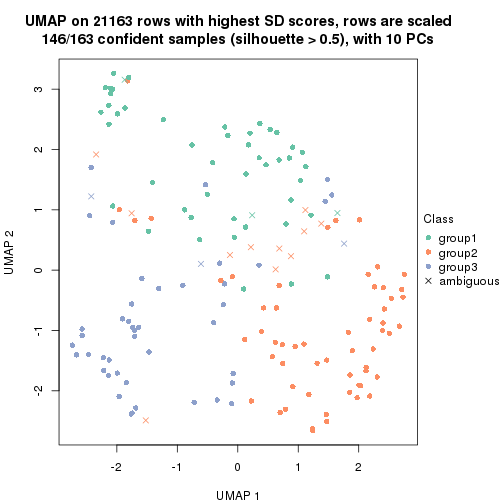 UMAP on 21163 rows with highest SD scores, rows are scaled
146/163 confident samples (silhouette > 0.5), with 10 PCs
3
2
1
0
-1
-2
UMAP 2
-2 -1 0 1 2
UMAP 1
Class
group1
group2
group3
ambiguous